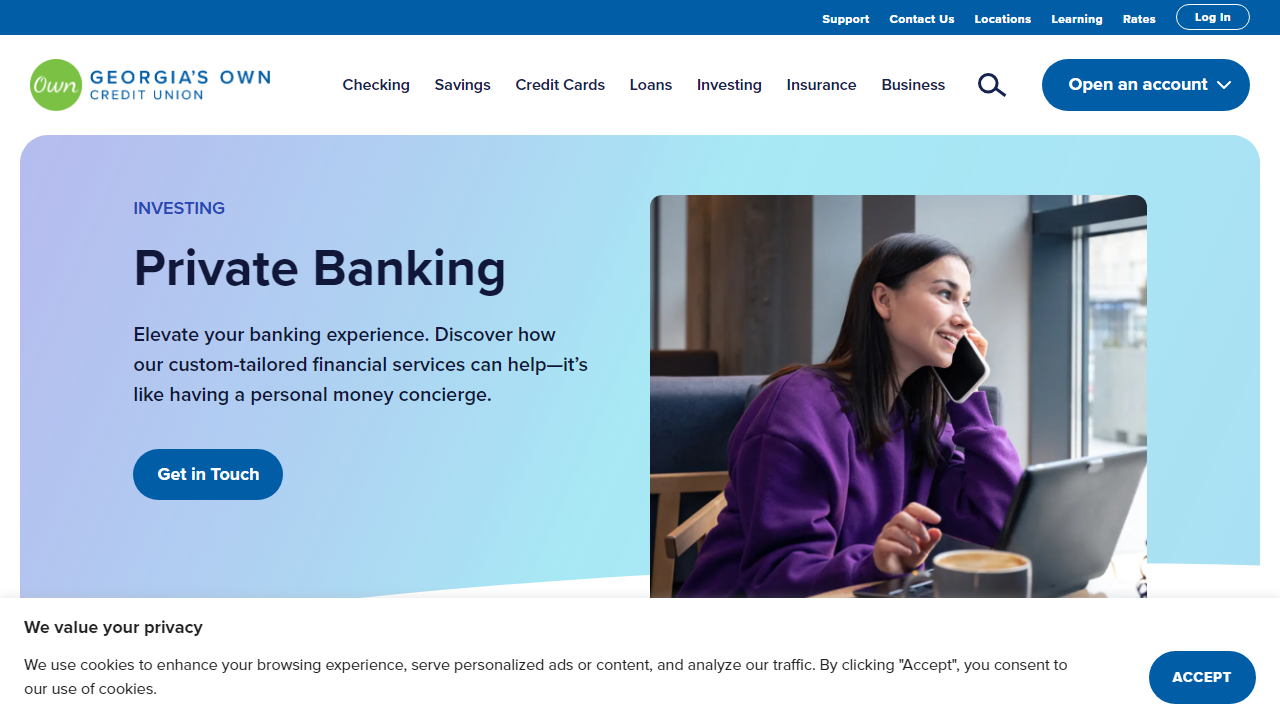 Support Contact Us Locations Learning Rates Log In
Own GEORGIA'S OWN
CREDIT UNION
Checking Savings Credit Cards Loans Investing Insurance Business Open an account
INVESTING
Private Banking
Elevate your banking experience. Discover how
our custom-tailored financial services can help—it's
like having a personal money concierge.
Get in Touch
We value your privacy
We use cookies to enhance your browsing experience, serve personalized ads or content, and analyze our traffic. By clicking "Accept", you consent to
our use of cookies.
ACCEPT